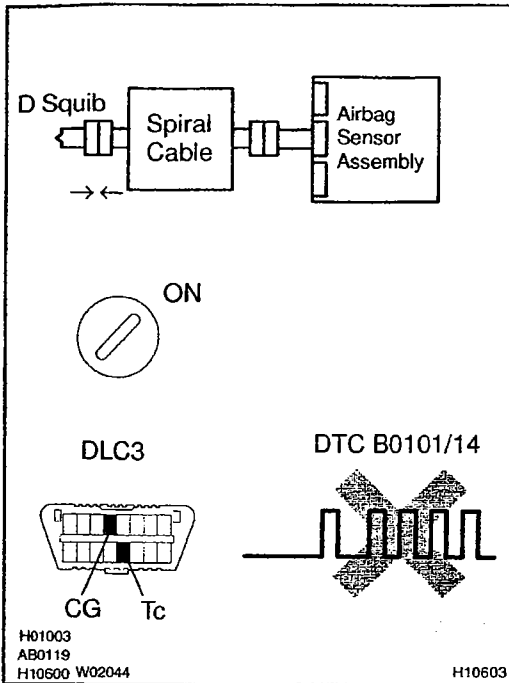 D Squib
Spiral
Cable
Airbag
Sensor
Assembly
ON
DLC3
DTC B0101/14
CG
Tc
H01003
AB0119
H10600 W02044
H10603